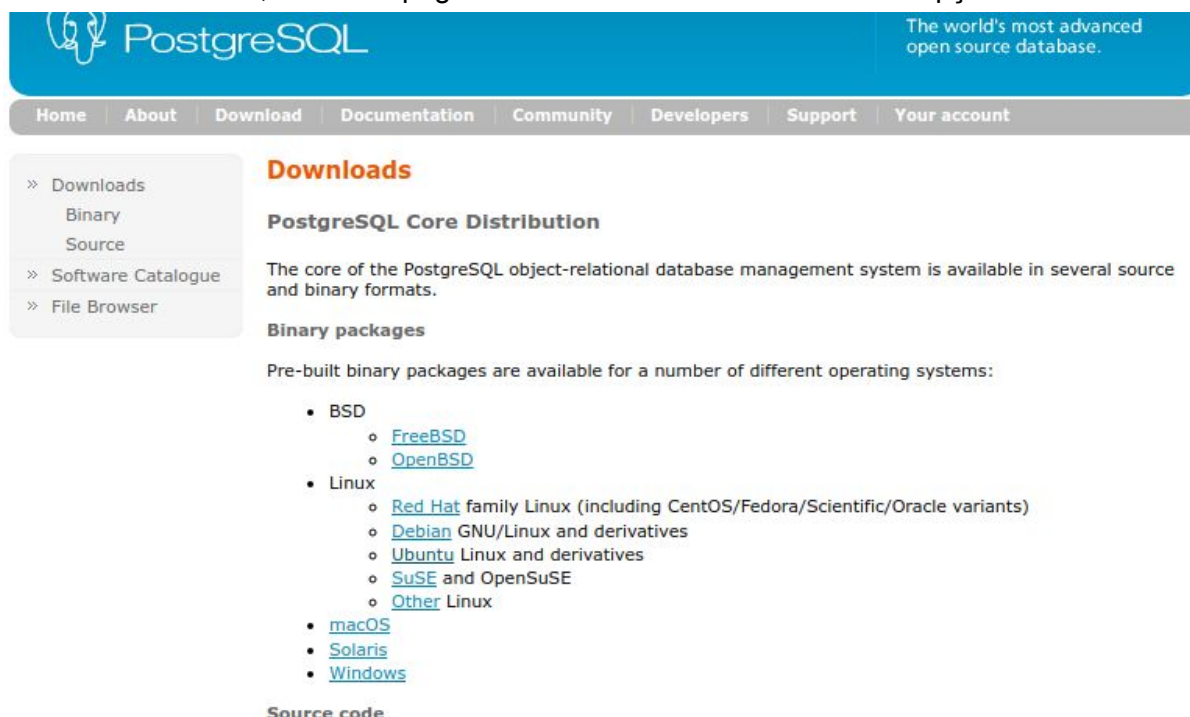 PostgreSQL
The world's most advanced
open source database.
Home About Download Documentation Community Developers Support Your account
» Downloads
Binary
Source
» Software Catalogue
» File Browser
Downloads
PostgreSQL Core Distribution
The core of the PostgreSQL object-relational database management system is available in several source
and binary formats.
Binary packages
Pre-built binary packages are available for a number of different operating systems:
• BSD
FreeBSD
OpenBSD
• Linux
Red Hat family Linux (including CentOS/Fedora/Scientific/Oracle variants)
Debian GNU/Linux and derivatives
Ubuntu Linux and derivatives
SuSE and OpenSuSE
Other Linux
• macOS
• Solaris
• Windows
Source code